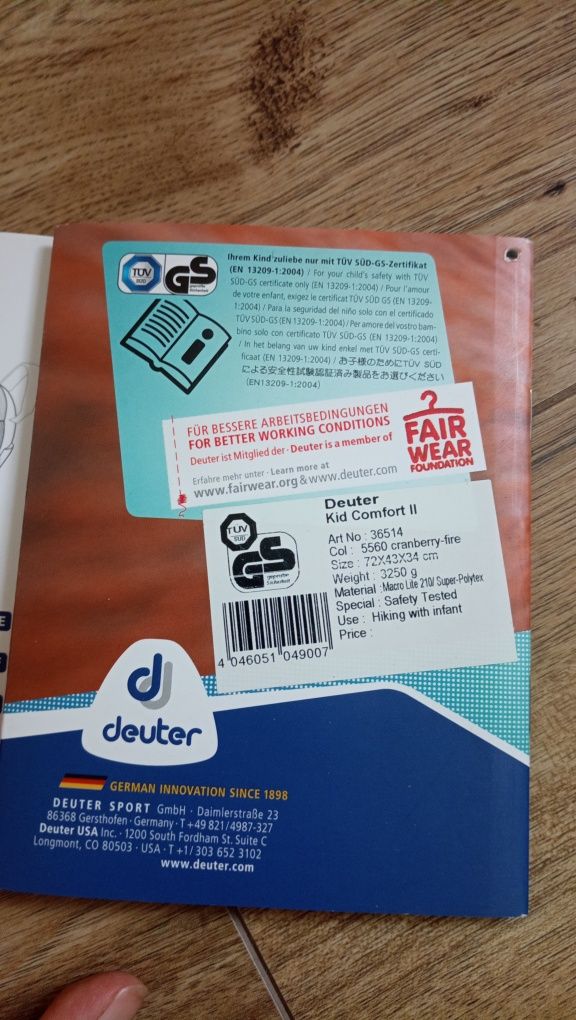 TÜV
SÜD
GS
geprüfte
Sicherheit
Ihrem Kind zuliebe nur mit TÜV SÜD-GS-Zertifikat
(EN 13209-1:2004) / For your child's safety with TÜV
SÜD-GS certificate only (EN 13209-1:2004) / Pour l'amour
de votre enfant, exigez le certificat TÜV SÜD GS (EN 13209-
1:2004) / Para la seguridad del niño solo con el certificado
TÜV SÜD-GS (EN 13209-1:2004) / Per amore del vostro bam-
bino solo con certificato TÜV SÜD-GS (EN 13209-1:2004)
/ In het belang van uw kind enkel met TÜV SÜD-GS certi-
ficaat (EN 13209-1:2004) / お子様のためにTÜV SÜD
による安全性試験認証済み製品をお選びください
(EN13209-1:2004)
FÜR BESSERE ARBEITSBEDINGUNGEN
FOR BETTER WORKING CONDITIONS
Deuter ist Mitglied der · Deuter is a member of
Erfahre mehr unter · Learn more at
www.fairwear.org & www.deuter.com
FAIR
WEAR
FOUNDATION
TÜV
SÜD
GS
geprüfte
Sicherheit
Deuter
Kid Comfort II
Art No : 36514
Col : 5560 cranberry-fire
Size : 72X43X34 cm
Weight : 3250 g
Material : Macro Lite 210/ Super-Polytex
Special : Safety Tested
Use : Hiking with infant
Price :
4 046051 049007
deuter
GERMAN INNOVATION SINCE 1898
DEUTER SPORT GmbH · Daimlerstraße 23
86368 Gersthofen · Germany · T +49 821/4987-327
Deuter USA Inc. · 1200 South Fordham St. Suite C
Longmont, CO 80503 · USA · T +1/ 303 652 3102
www.deuter.com